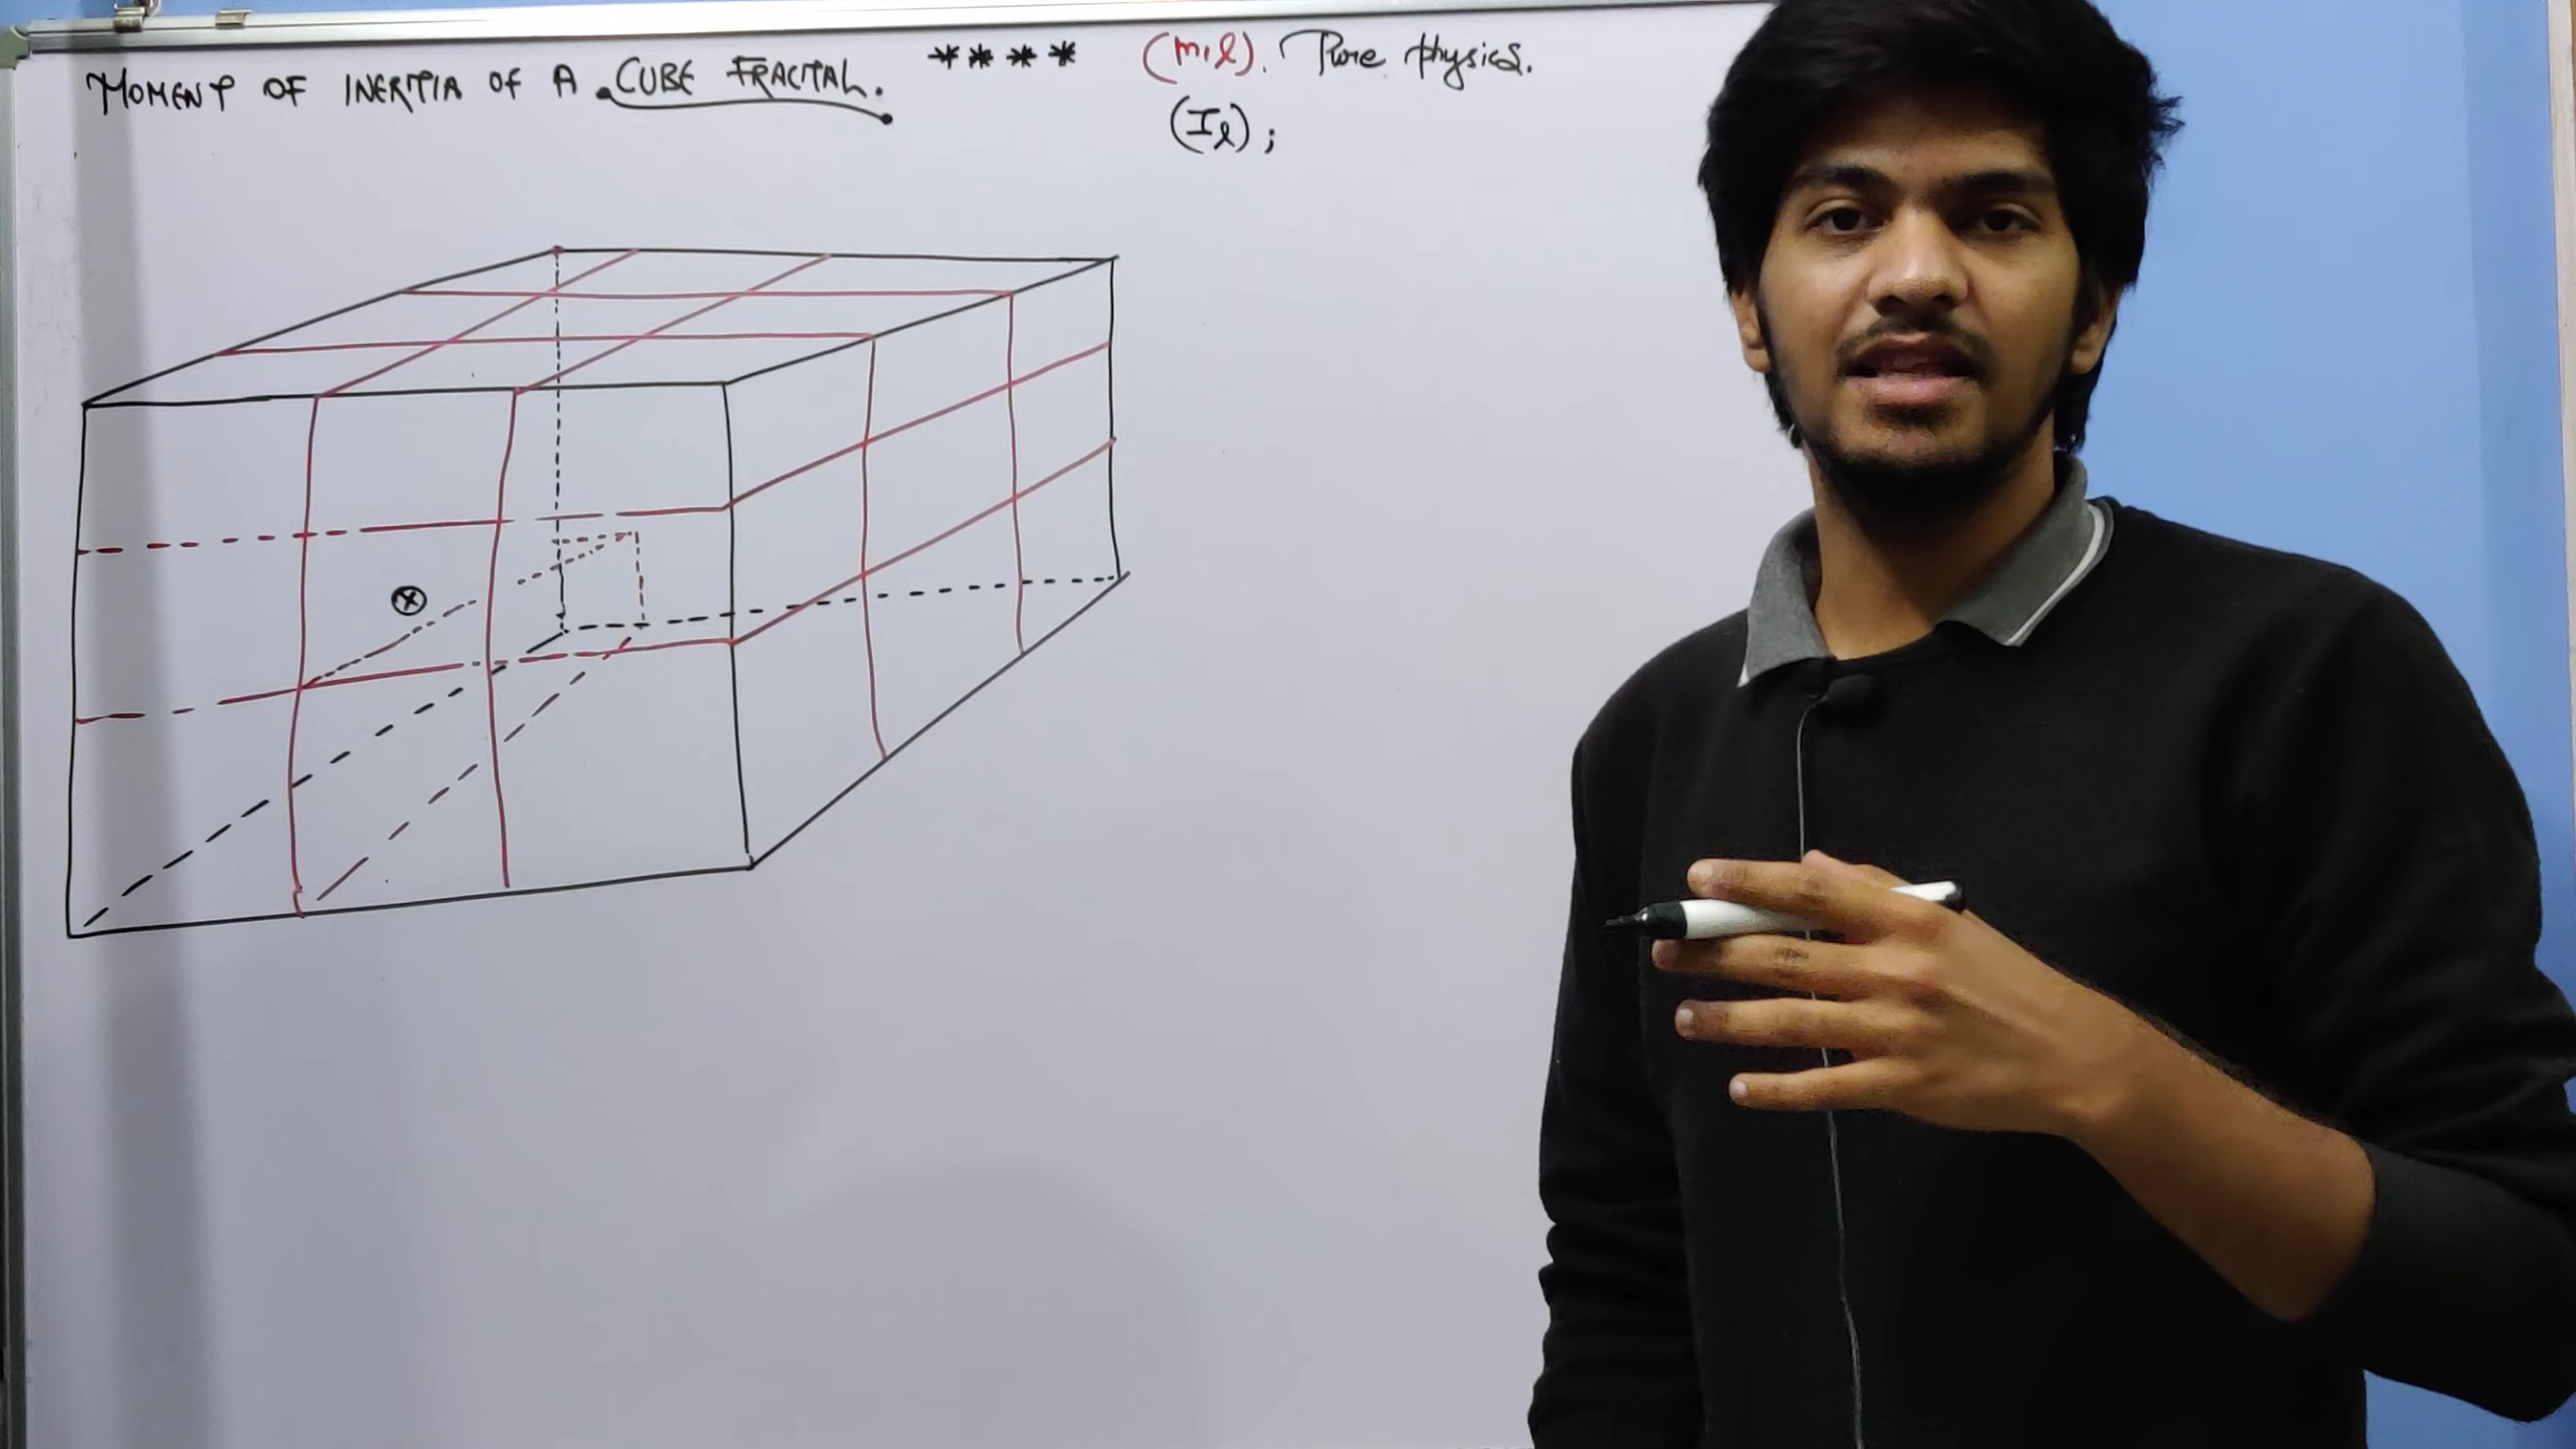 MOMENT OF INERTIA OF A CUBE FRACTAL. **** (m,l). Pure physics.
(Il);